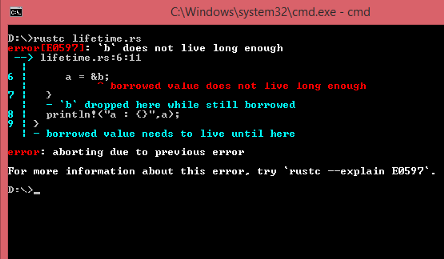 C:\Windows\system32\cmd.exe - cmd
D:\>rustc lifetime.rs
error[E0597]: `b` does not live long enough
--> lifetime.rs:6:11
|
6 | a = &b;
| ^ borrowed value does not live long enough
7 | }
| - `b` dropped here while still borrowed
8 | println!("a : {}",a);
9 | }
| - borrowed value needs to live until here
error: aborting due to previous error
For more information about this error, try `rustc --explain E0597`.
D:\>_